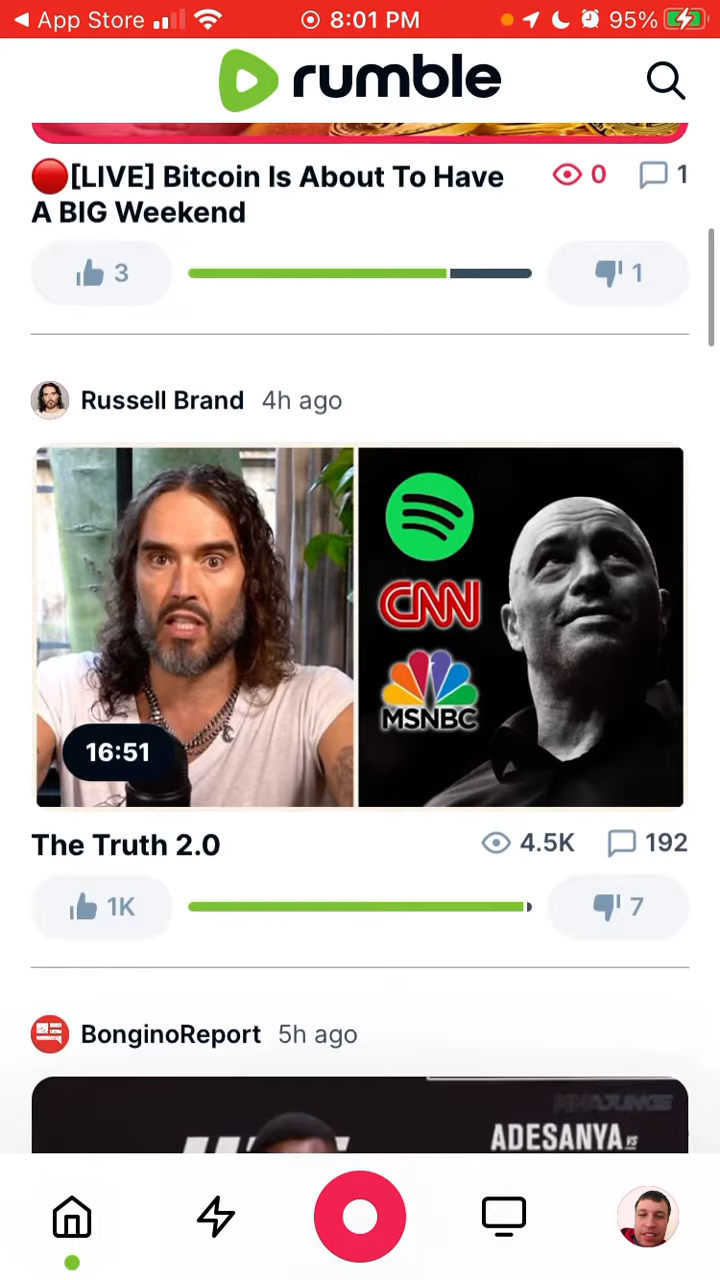 App Store
8:01 PM
95%
rumble
[LIVE] Bitcoin Is About To Have
A BIG Weekend
0
1
3
1
Russell Brand 4h ago
CNN
MSNBC
16:51
The Truth 2.0
4.5K
192
1K
7
BonginoReport 5h ago
ADESANYA vs